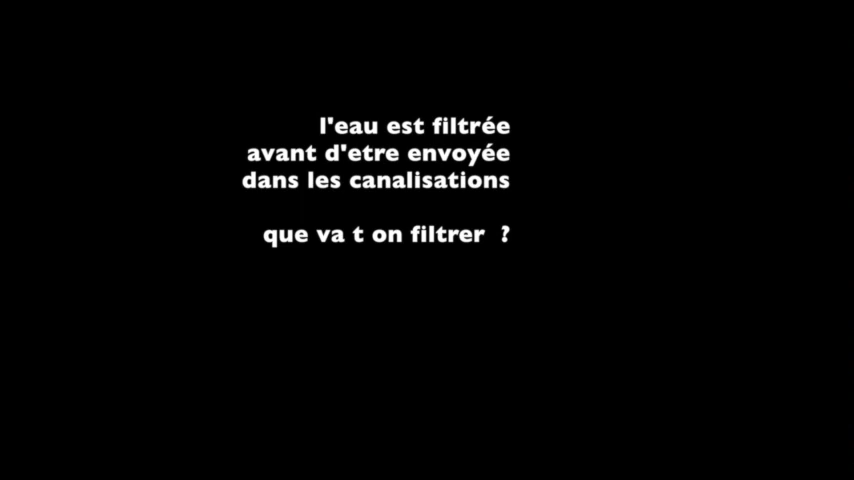 l'eau est filtrée
avant d'etre envoyée
dans les canalisations
que va t on filtrer ?